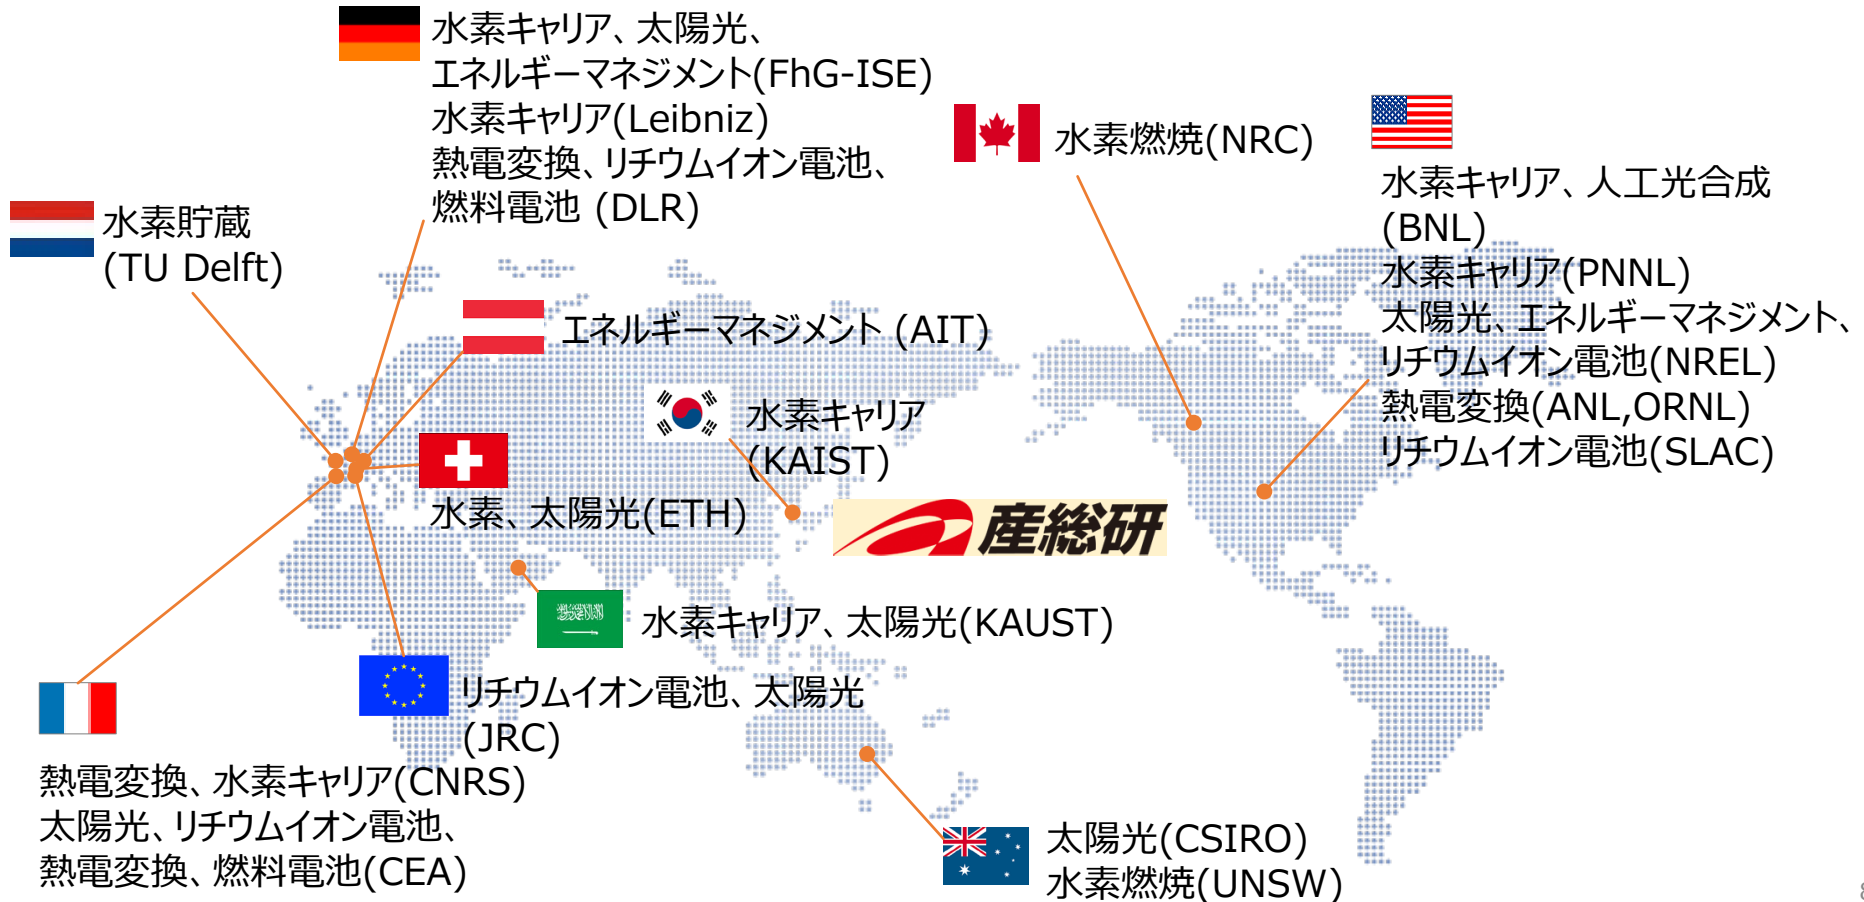 水素キャリア、太陽光、
エネルギーマネジメント(FhG-ISE)
水素キャリア(Leibniz)
熱電変換、リチウムイオン電池、
燃料電池 (DLR)
水素燃焼(NRC)
水素キャリア、人工光合成
(BNL)
水素キャリア(PNNL)
太陽光、エネルギーマネジメント、
リチウムイオン電池(NREL)
熱電変換(ANL,ORNL)
リチウムイオン電池(SLAC)
水素貯蔵
(TU Delft)
エネルギーマネジメント (AIT)
水素キャリア
(KAIST)
水素、太陽光(ETH)
産総研
水素キャリア、太陽光(KAUST)
リチウムイオン電池、太陽光
(JRC)
熱電変換、水素キャリア(CNRS)
太陽光、リチウムイオン電池、
熱電変換、燃料電池(CEA)
太陽光(CSIRO)
水素燃焼(UNSW)